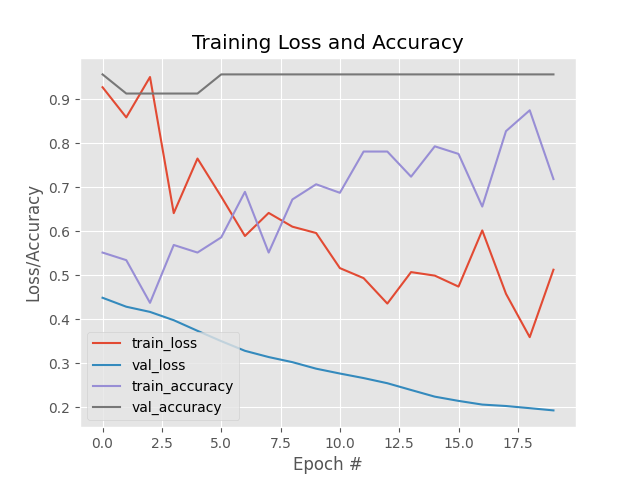 Training Loss and Accuracy
Loss/Accuracy
0.9
0.8
0.7
0.6
0.5
0.4
0.3
0.2
train_loss
val_loss
train_accuracy
val_accuracy
0.0 2.5 5.0 7.5 10.0 12.5 15.0 17.5
Epoch #